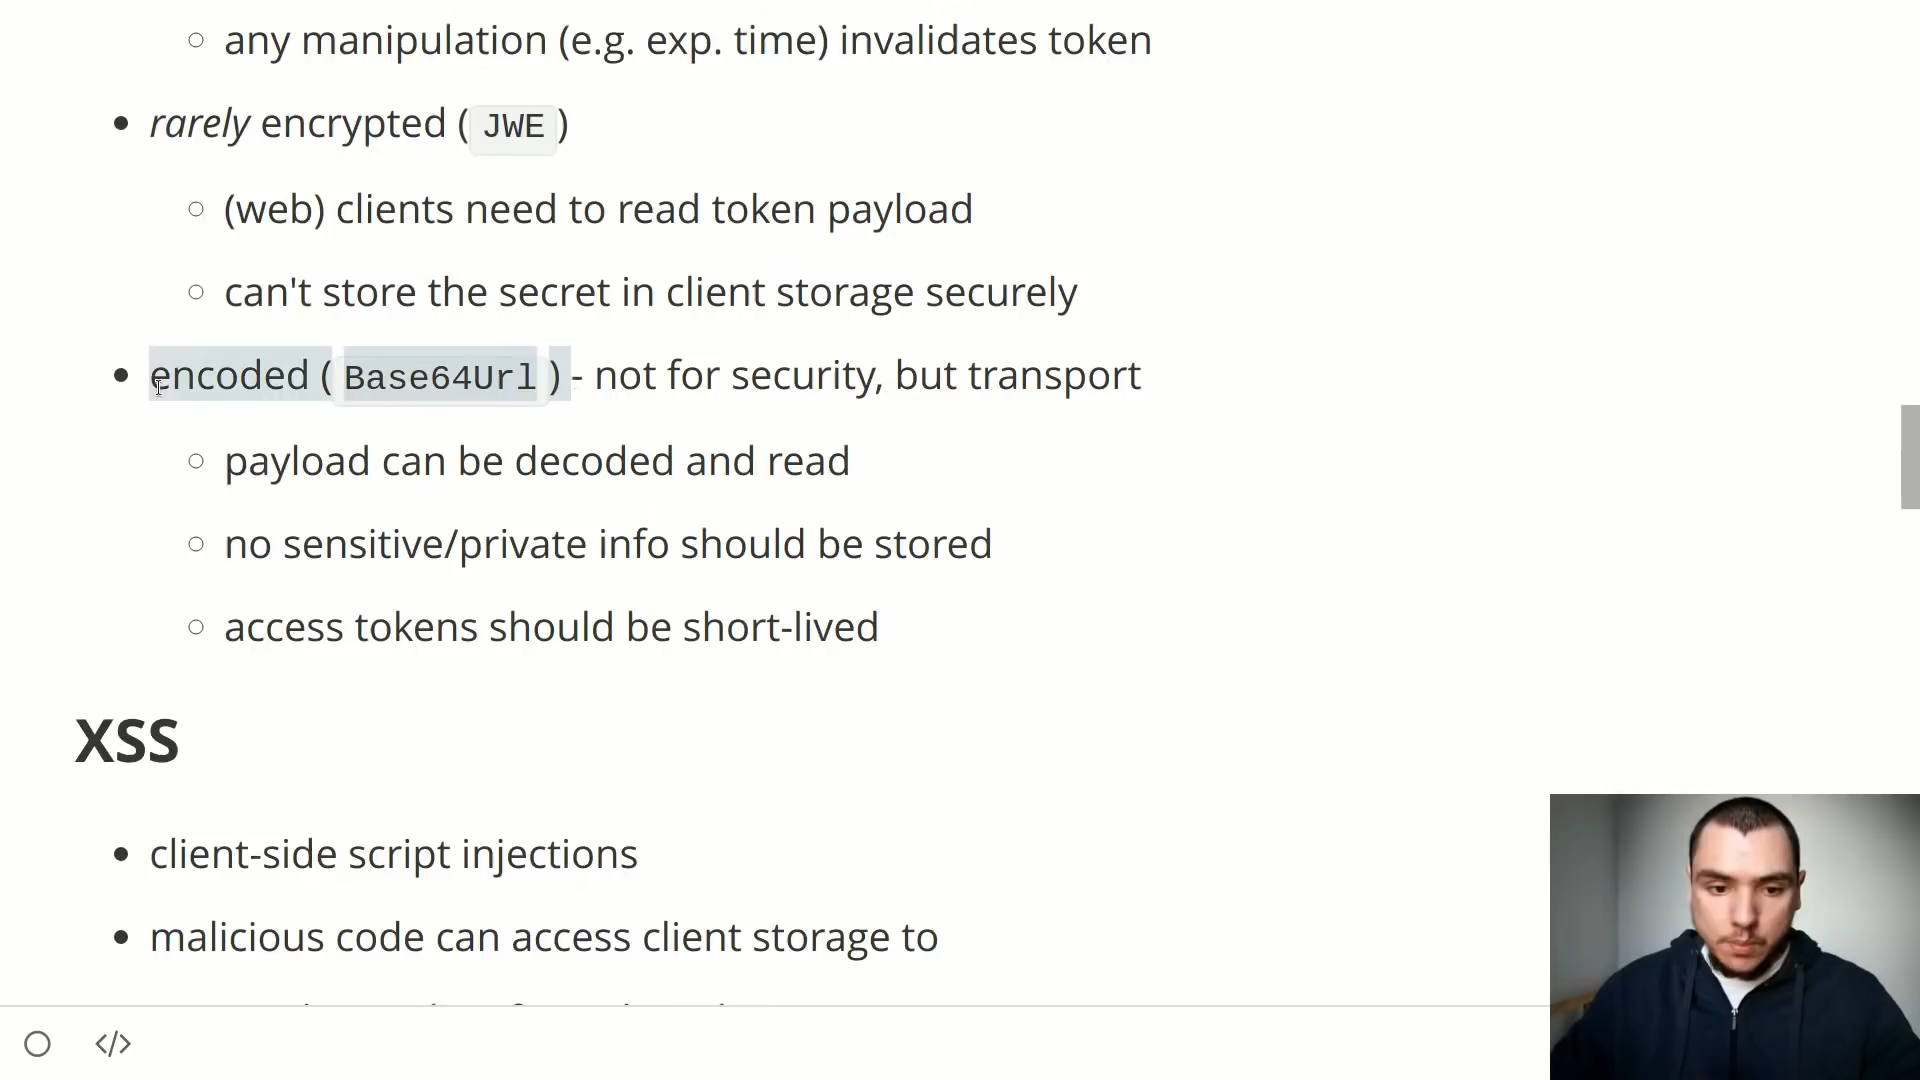 any manipulation (e.g. exp. time) invalidates token
rarely encrypted ( JWE )
(web) clients need to read token payload
can't store the secret in client storage securely
encoded ( Base64Url ) - not for security, but transport
payload can be decoded and read
no sensitive/private info should be stored
access tokens should be short-lived
XSS
client-side script injections
malicious code can access client storage to